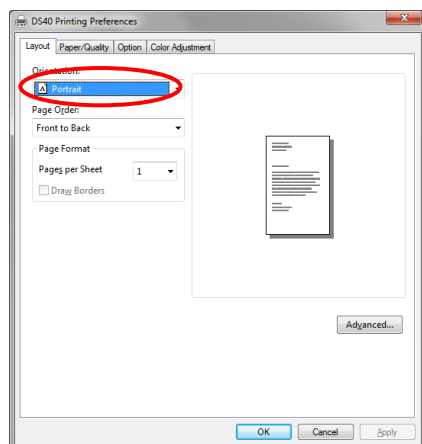 DS40 Printing Preferences
Layout Paper/Quality Option Color Adjustment
Orientation:
Portrait
Page Order:
Front to Back
Page Format
Pages per Sheet 1
Draw Borders
Advanced...
OK Cancel Apply